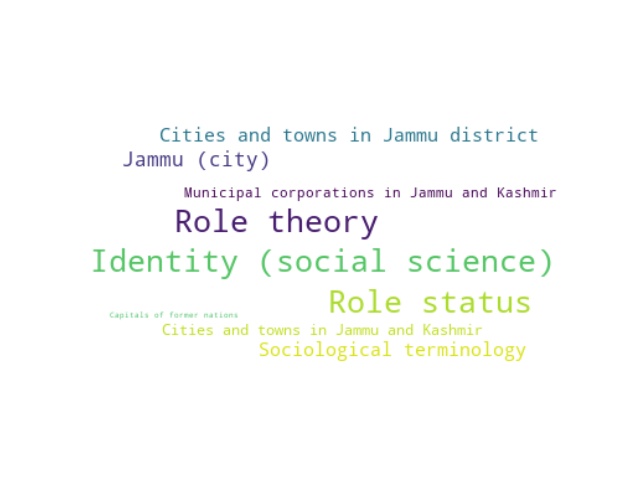 Cities and towns in Jammu district
Jammu (city)
Municipal corporations in Jammu and Kashmir
Role theory
Identity (social science)
Role status
Capitals of former nations
Cities and towns in Jammu and Kashmir
Sociological terminology